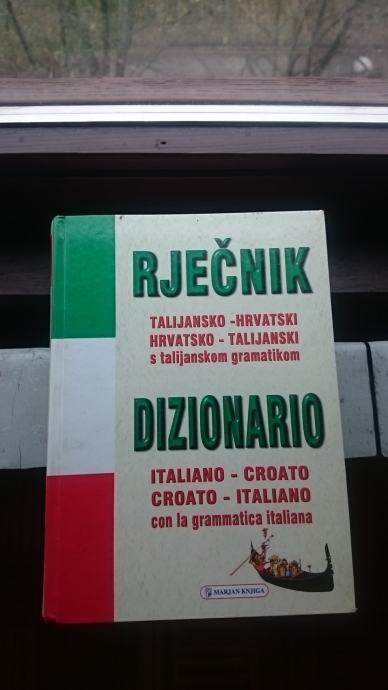 RJEČNIK
TALIJANSKO -HRVATSKI
HRVATSKO - TALIJANSKI
s talijanskom gramatikom
DIZIONARIO
ITALIANO - CROATO
CROATO - ITALIANO
con la grammatica italiana
MARJAN KNJIGA